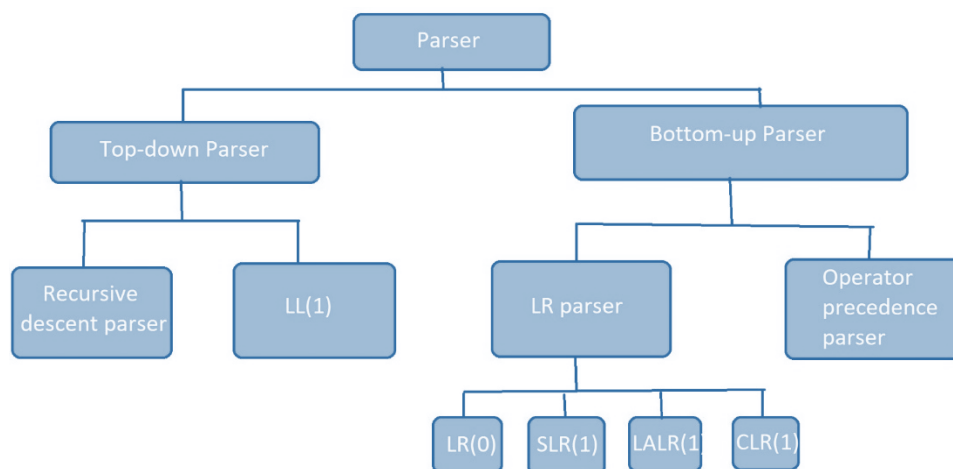 Parser
Top-down Parser
Bottom-up Parser
Recursive
descent parser
LL(1)
LR parser
Operator
precedence
parser
LR(0)
SLR(1)
LALR(1)
CLR(1)